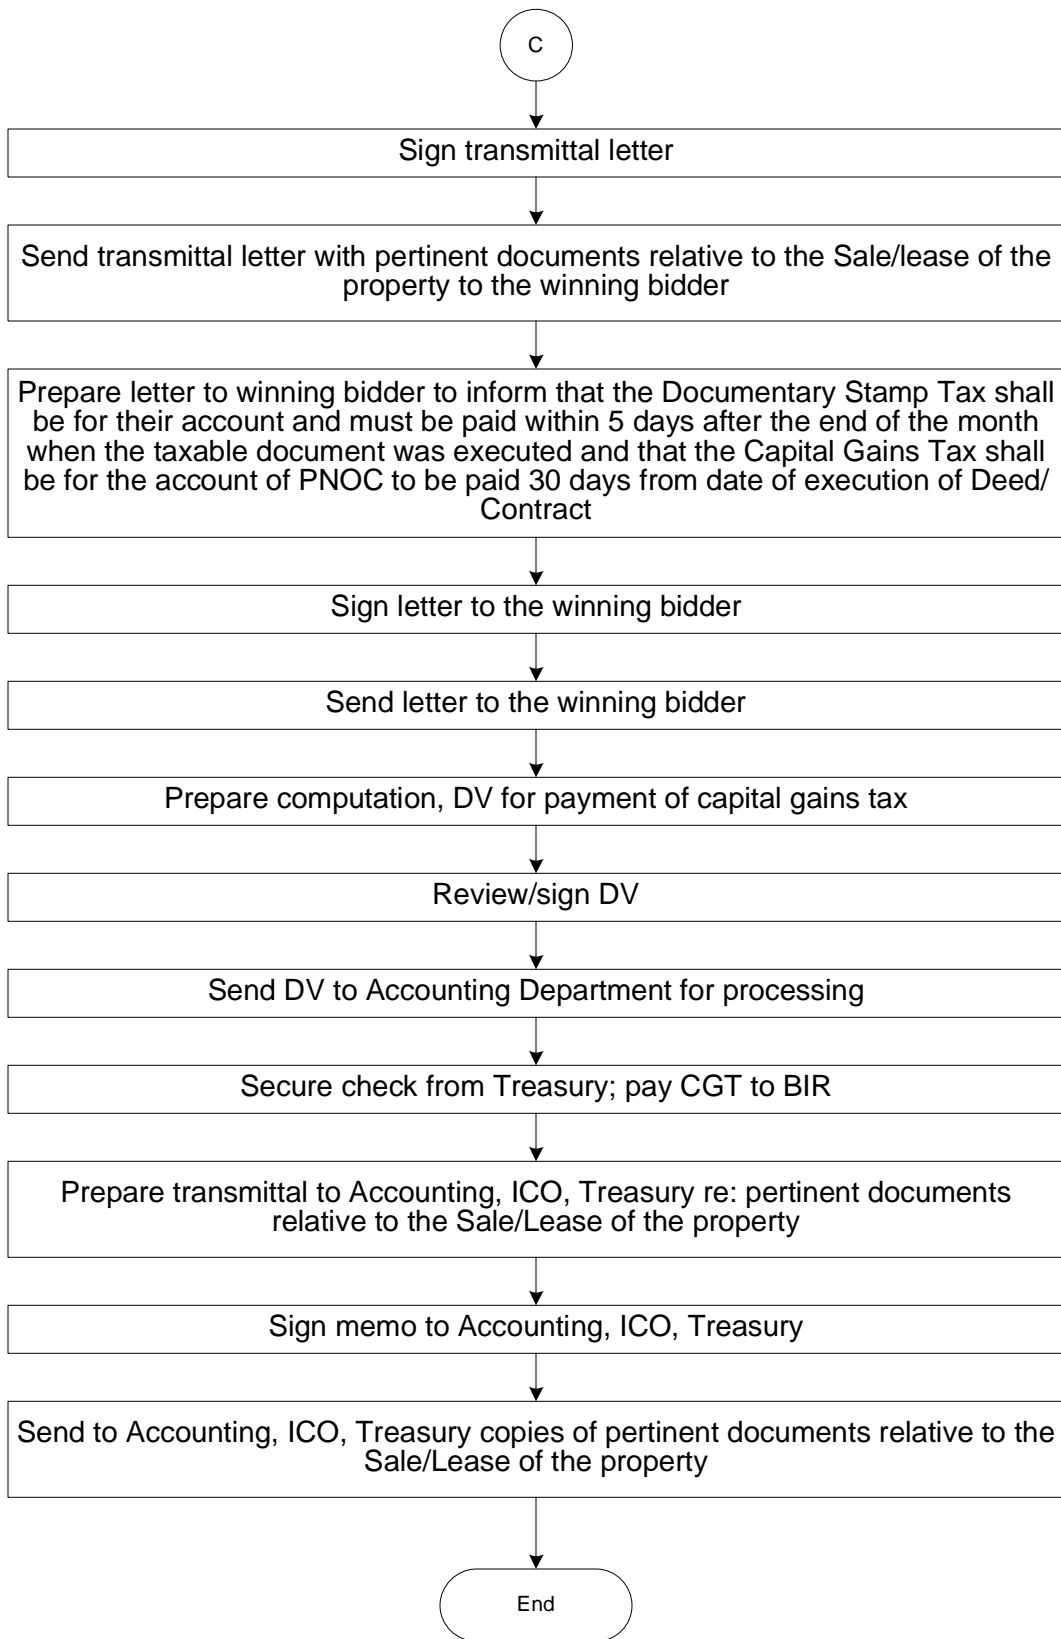 C
Sign transmittal letter
Send transmittal letter with pertinent documents relative to the Sale/lease of the
property to the winning bidder
Prepare letter to winning bidder to inform that the Documentary Stamp Tax shall
be for their account and must be paid within 5 days after the end of the month
when the taxable document was executed and that the Capital Gains Tax shall
be for the account of PNOC to be paid 30 days from date of execution of Deed/
Contract
Sign letter to the winning bidder
Send letter to the winning bidder
Prepare computation, DV for payment of capital gains tax
Review/sign DV
Send DV to Accounting Department for processing
Secure check from Treasury; pay CGT to BIR
Prepare transmittal to Accounting, ICO, Treasury re: pertinent documents
relative to the Sale/Lease of the property
Sign memo to Accounting, ICO, Treasury
Send to Accounting, ICO, Treasury copies of pertinent documents relative to the
Sale/Lease of the property
End